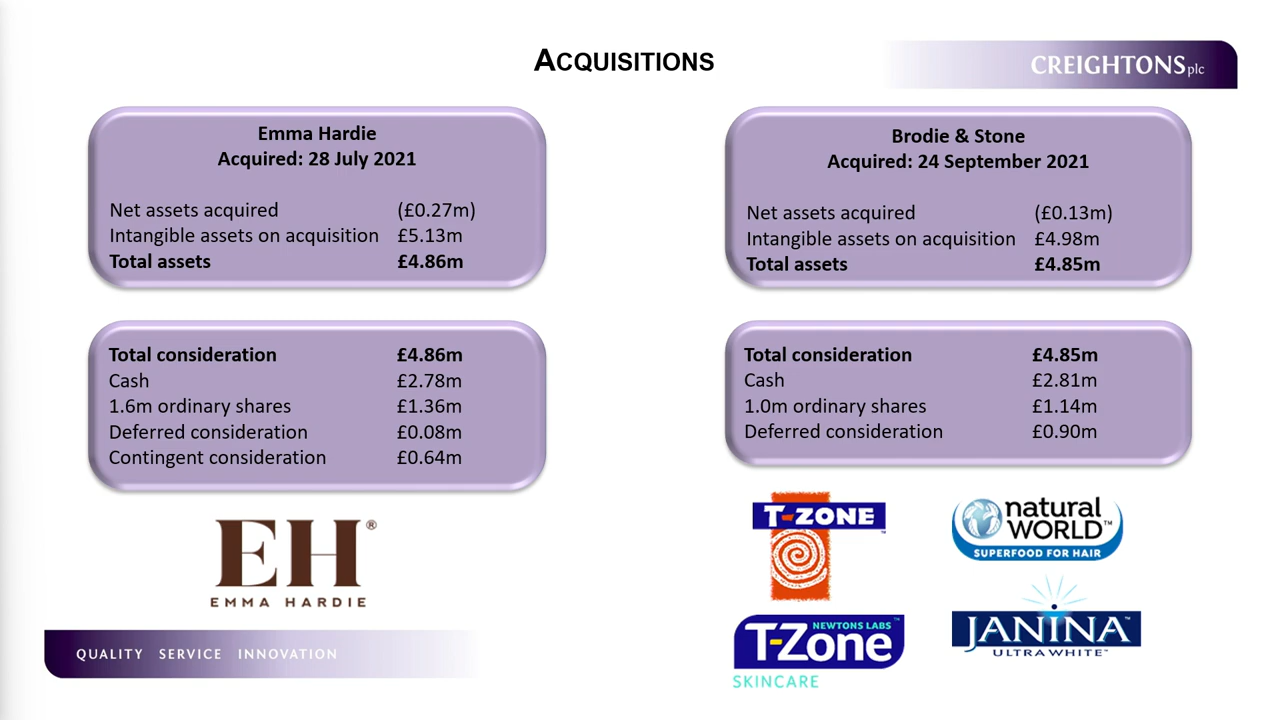 ACQUISITIONS
CREIGHTONS plc
Emma Hardie
Acquired: 28 July 2021
Net assets acquired (£0.27m)
Intangible assets on acquisition £5.13m
Total assets £4.86m
Brodie & Stone
Acquired: 24 September 2021
Net assets acquired (£0.13m)
Intangible assets on acquisition £4.98m
Total assets £4.85m
Total consideration £4.86m
Cash £2.78m
1.6m ordinary shares £1.36m
Deferred consideration £0.08m
Contingent consideration £0.64m
Total consideration £4.85m
Cash £2.81m
1.0m ordinary shares £1.14m
Deferred consideration £0.90m
EH®
EMMA HARDIE
T-ZONE™
natural
WORLD™
SUPERFOOD FOR HAIR
NEWTONS LABS™
T-Zone
SKINCARE
JANINA™
ULTRAWHITE™
QUALITY SERVICE INNOVATION